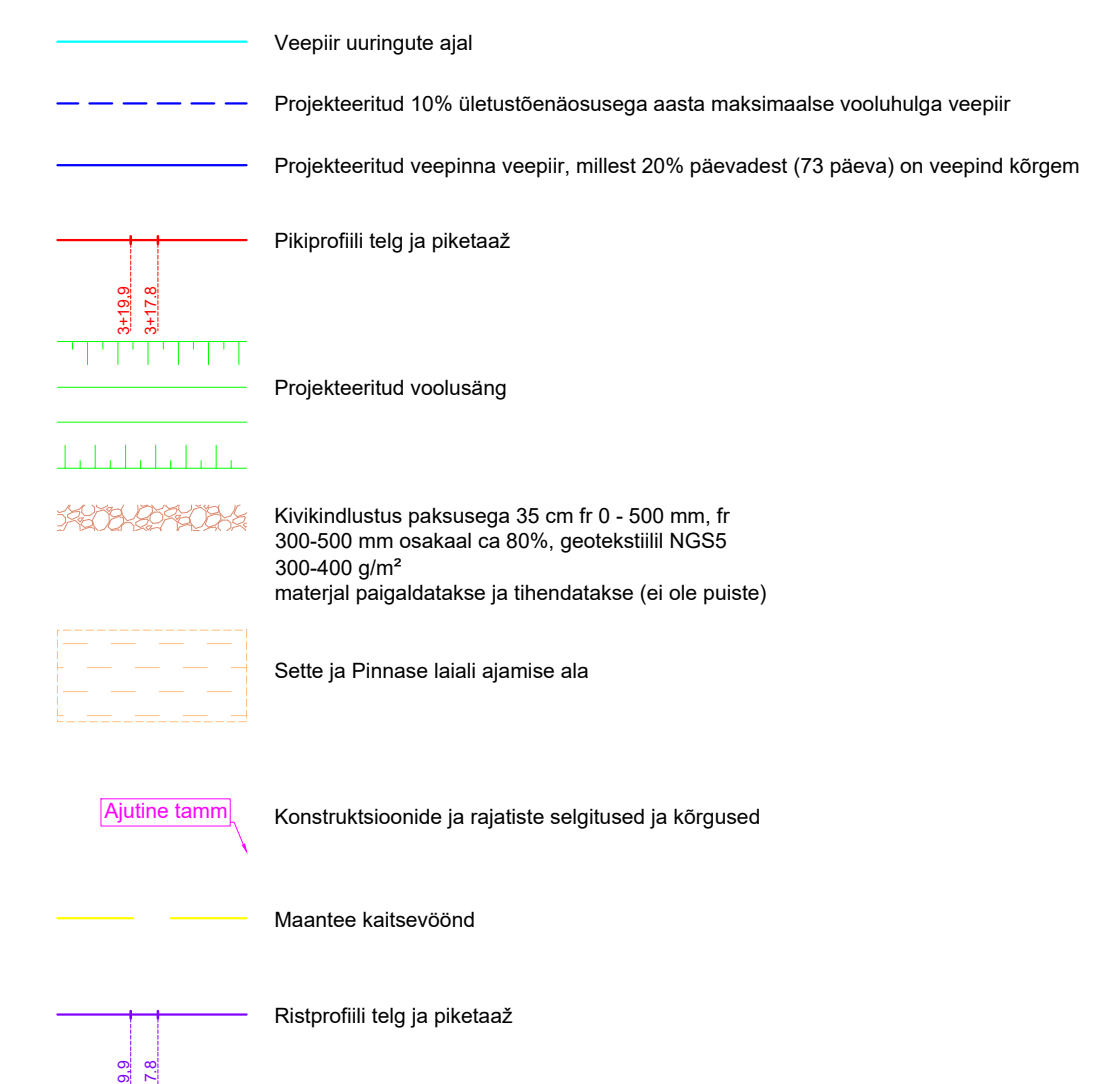 Veepiir uuringute ajal
Projekteeritud 10% ületustõenäosusega aasta maksimaalse vooluhulga veepiir
Projekteeritud veepinna veepiir, millest 20% päevadest (73 päeva) on veepind kõrgem
Pikiprofiili telg ja piketaaž
3+19.9
3+17.8
Projekteeritud voolusäng
Kivikindlustus paksusega 35 cm fr 0 - 500 mm, fr
300-500 mm osakaal ca 80%, geotekstiilil NGS5
300-400 g/m²
materjal paigaldatakse ja tihendatakse (ei ole puiste)
Sette ja Pinnase laiali ajamise ala
Ajutine tamm
Konstruktsioonide ja rajatiste selgitused ja kõrgused
Maantee kaitsevöönd
Ristprofiili telg ja piketaaž
9.9
7.8